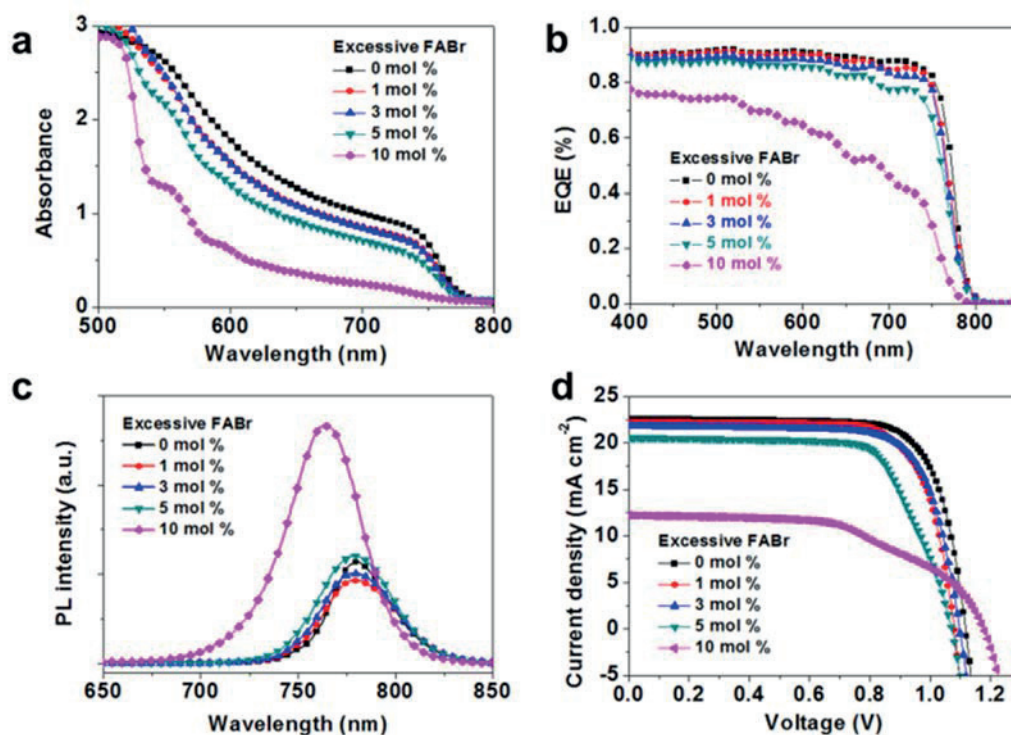 a
3
2
1
0
500 600 700 800
Absorbance
Wavelength (nm)
Excessive FABr
0 mol %
1 mol %
3 mol %
5 mol %
10 mol %
b
1.0
0.8
0.6
0.4
0.2
0.0
400 500 600 700 800
EQE (%)
Wavelength (nm)
Excessive FABr
0 mol %
1 mol %
3 mol %
5 mol %
10 mol %
c
650 700 750 800 850
PL intensity (a.u.)
Wavelength (nm)
Excessive FABr
0 mol %
1 mol %
3 mol %
5 mol %
10 mol %
d
25
20
15
10
5
0
-5
0.0 0.2 0.4 0.6 0.8 1.0 1.2
Current density (mA cm-2)
Voltage (V)
Excessive FABr
0 mol %
1 mol %
3 mol %
5 mol %
10 mol %